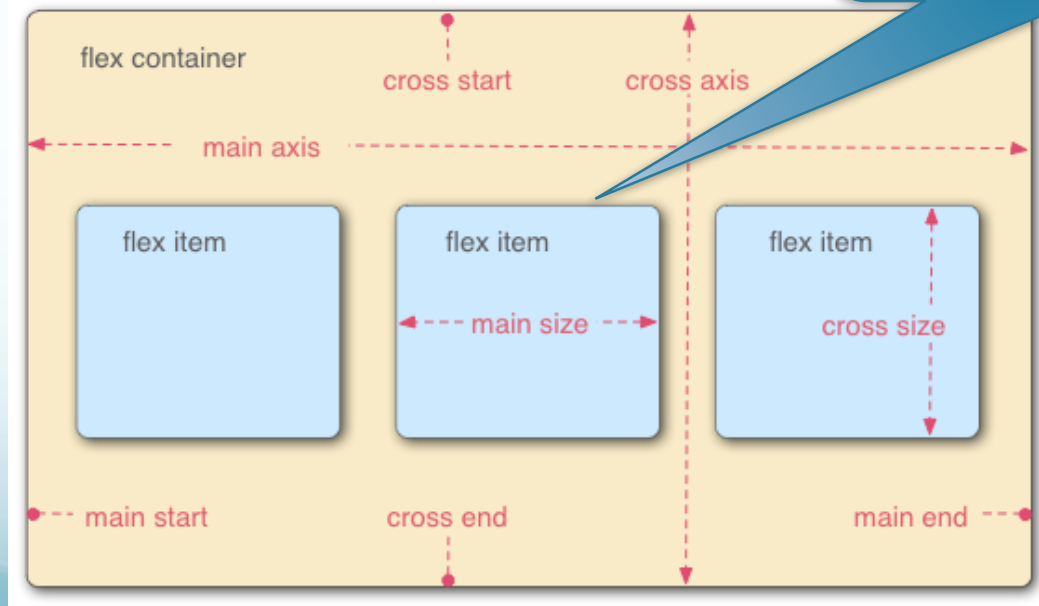 flex container
cross start
cross axis
main axis
flex item
flex item
flex item
main size
cross size
main start
cross end
main end